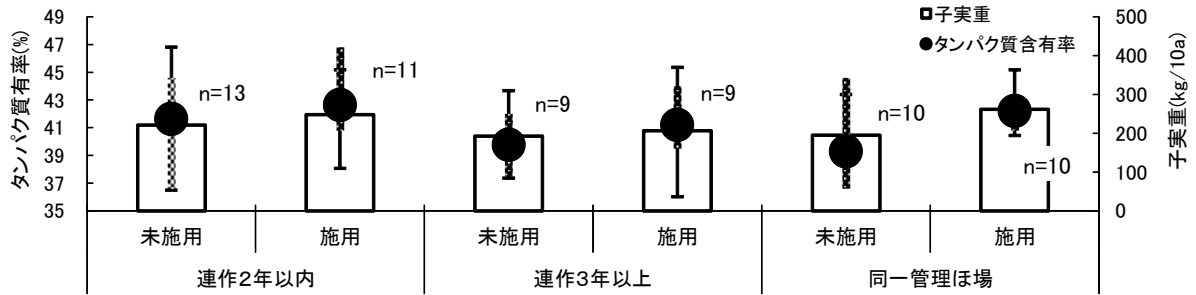 タンパク質有率(%)
49
47
45
43
41
39
37
35
子実重
タンパク質含有率
n=13
n=11
n=9
n=9
n=10
n=10
500
400
300
200
100
0
子実重(kg/10a)
未施用 施用 未施用 施用 未施用 施用
連作2年以内 連作3年以上 同一管理ほ場